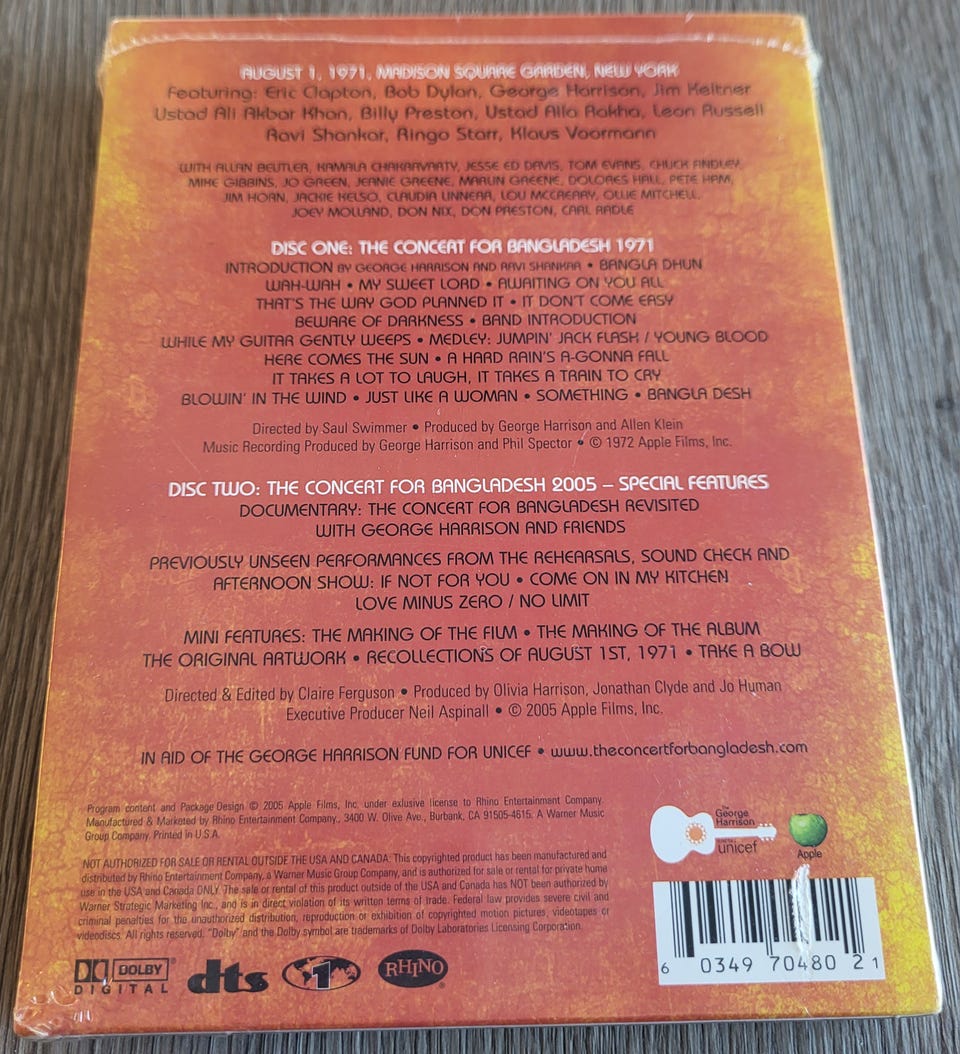 AUGUST 1, 1971, MADISON SQUARE GARDEN, NEW YORK
Featuring: Eric Clapton, Bob Dylan, George Harrison, Jim Keltner
Ustad Ali Akbar Khan, Billy Preston, Ustad Alla Rakha, Leon Russell
Ravi Shankar, Ringo Starr, Klaus Voormann
WITH ALLAN BEUTLER, KAMALA CHAKRAVARTY, JESSE ED DAVIS, TOM EVANS, CHUCK FINDLEY,
MIKE GIBBINS, JO GREEN, JEANIE GREENE, MARLIN GREENE, DOLORES HALL, PETE HAM,
JIM HORN, JACKIE KELSO, CLAUDIA LINNEAR, LOU MCCREARY, OLLIE MITCHELL,
JOEY MOLLAND, DON NIX, DON PRESTON, CARL RADLE
DISC ONE: THE CONCERT FOR BANGLADESH 1971
INTRODUCTION BY GEORGE HARRISON AND RAVI SHANKAR • BANGLA DHUN
WAH-WAH • MY SWEET LORD • AWAITING ON YOU ALL
THAT'S THE WAY GOD PLANNED IT • IT DON'T COME EASY
BEWARE OF DARKNESS • BAND INTRODUCTION
WHILE MY GUITAR GENTLY WEEPS • MEDLEY: JUMPIN' JACK FLASH / YOUNG BLOOD
HERE COMES THE SUN • A HARD RAIN'S A-GONNA FALL
IT TAKES A LOT TO LAUGH, IT TAKES A TRAIN TO CRY
BLOWIN' IN THE WIND • JUST LIKE A WOMAN • SOMETHING • BANGLA DESH
Directed by Saul Swimmer • Produced by George Harrison and Allen Klein
Music Recording Produced by George Harrison and Phil Spector • © 1972 Apple Films, Inc.
DISC TWO: THE CONCERT FOR BANGLADESH 2005 – SPECIAL FEATURES
DOCUMENTARY: THE CONCERT FOR BANGLADESH REVISITED
WITH GEORGE HARRISON AND FRIENDS
PREVIOUSLY UNSEEN PERFORMANCES FROM THE REHEARSALS, SOUND CHECK AND
AFTERNOON SHOW: IF NOT FOR YOU • COME ON IN MY KITCHEN
LOVE MINUS ZERO / NO LIMIT
MINI FEATURES: THE MAKING OF THE FILM • THE MAKING OF THE ALBUM
THE ORIGINAL ARTWORK • RECOLLECTIONS OF AUGUST 1ST, 1971 • TAKE A BOW
Directed & Edited by Claire Ferguson • Produced by Olivia Harrison, Jonathan Clyde and Jo Human
Executive Producer Neil Aspinall • © 2005 Apple Films, Inc.
IN AID OF THE GEORGE HARRISON FUND FOR UNICEF • www.theconcertforbangladesh.com
Program content and Package Design © 2005 Apple Films, Inc. under exlusive license to Rhino Entertainment Company.
Manufactured & Marketed by Rhino Entertainment Company., 3400 W. Olive Ave., Burbank, CA 91505-4615. A Warner Music
Group Company. Printed in U.S.A.
NOT AUTHORIZED FOR SALE OR RENTAL OUTSIDE THE USA AND CANADA: This copyrighted product has been manufactured and
distributed by Rhino Entertainment Company, a Warner Music Group Company, and is authorized for sale or rental for private home
use in the USA and Canada ONLY. The sale or rental of this product outside of the USA and Canada has NOT been authorized by
Warner Strategic Marketing Inc., and is in direct violation of its written terms of trade. Federal law provides severe civil and
criminal penalties for the unauthorized distribution, reproduction or exhibition of copyrighted motion pictures, videotapes or
videodiscs. All rights reserved. "Dolby" and the Dolby symbol are trademarks of Dolby Laboratories Licensing Corporation.
The
George
Harrison
unicef
Apple
DOLBY
DIGITAL
dts
1
RHINO
6 0349 70480 2 1